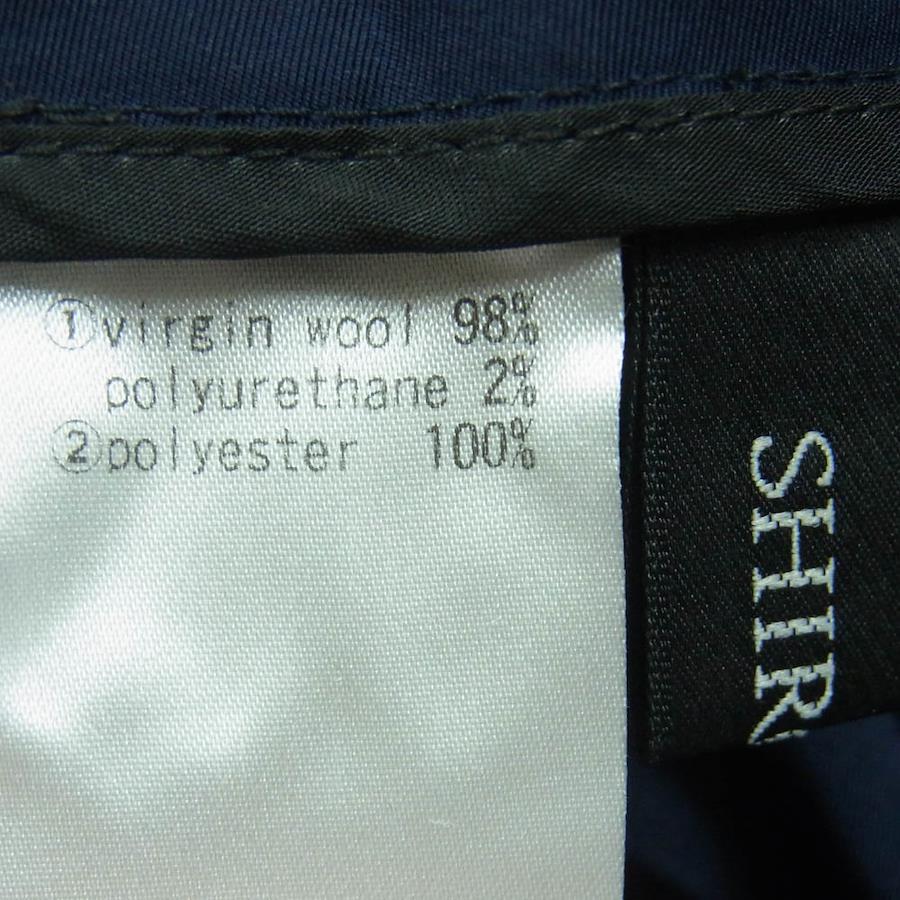 ①virgin wool 98%
polyurethane 2%
②polyester 100%
SHIR